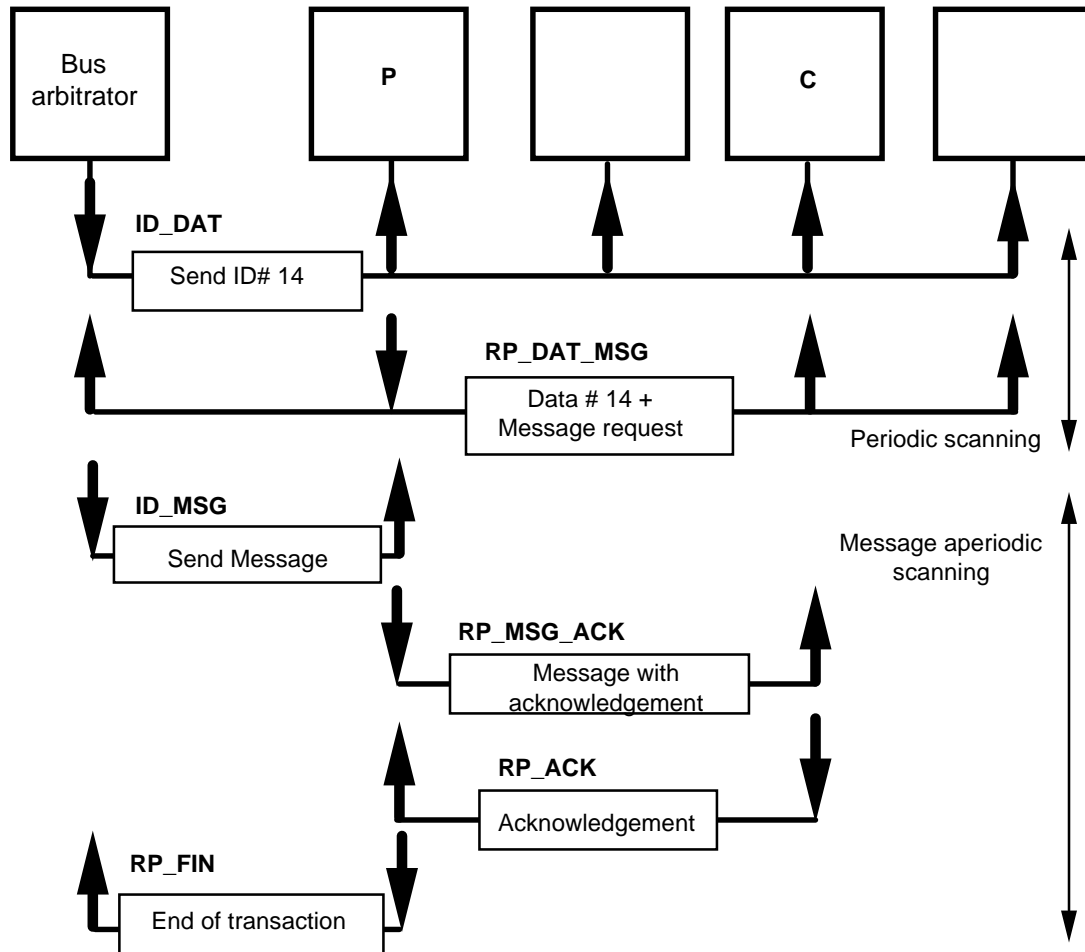 Bus
arbitrator
P
C
ID_DAT
Send ID# 14
RP_DAT_MSG
Data # 14 +
Message request
Periodic scanning
ID_MSG
Send Message
Message aperiodic
scanning
RP_MSG_ACK
Message with
acknowledgement
RP_ACK
Acknowledgement
RP_FIN
End of transaction